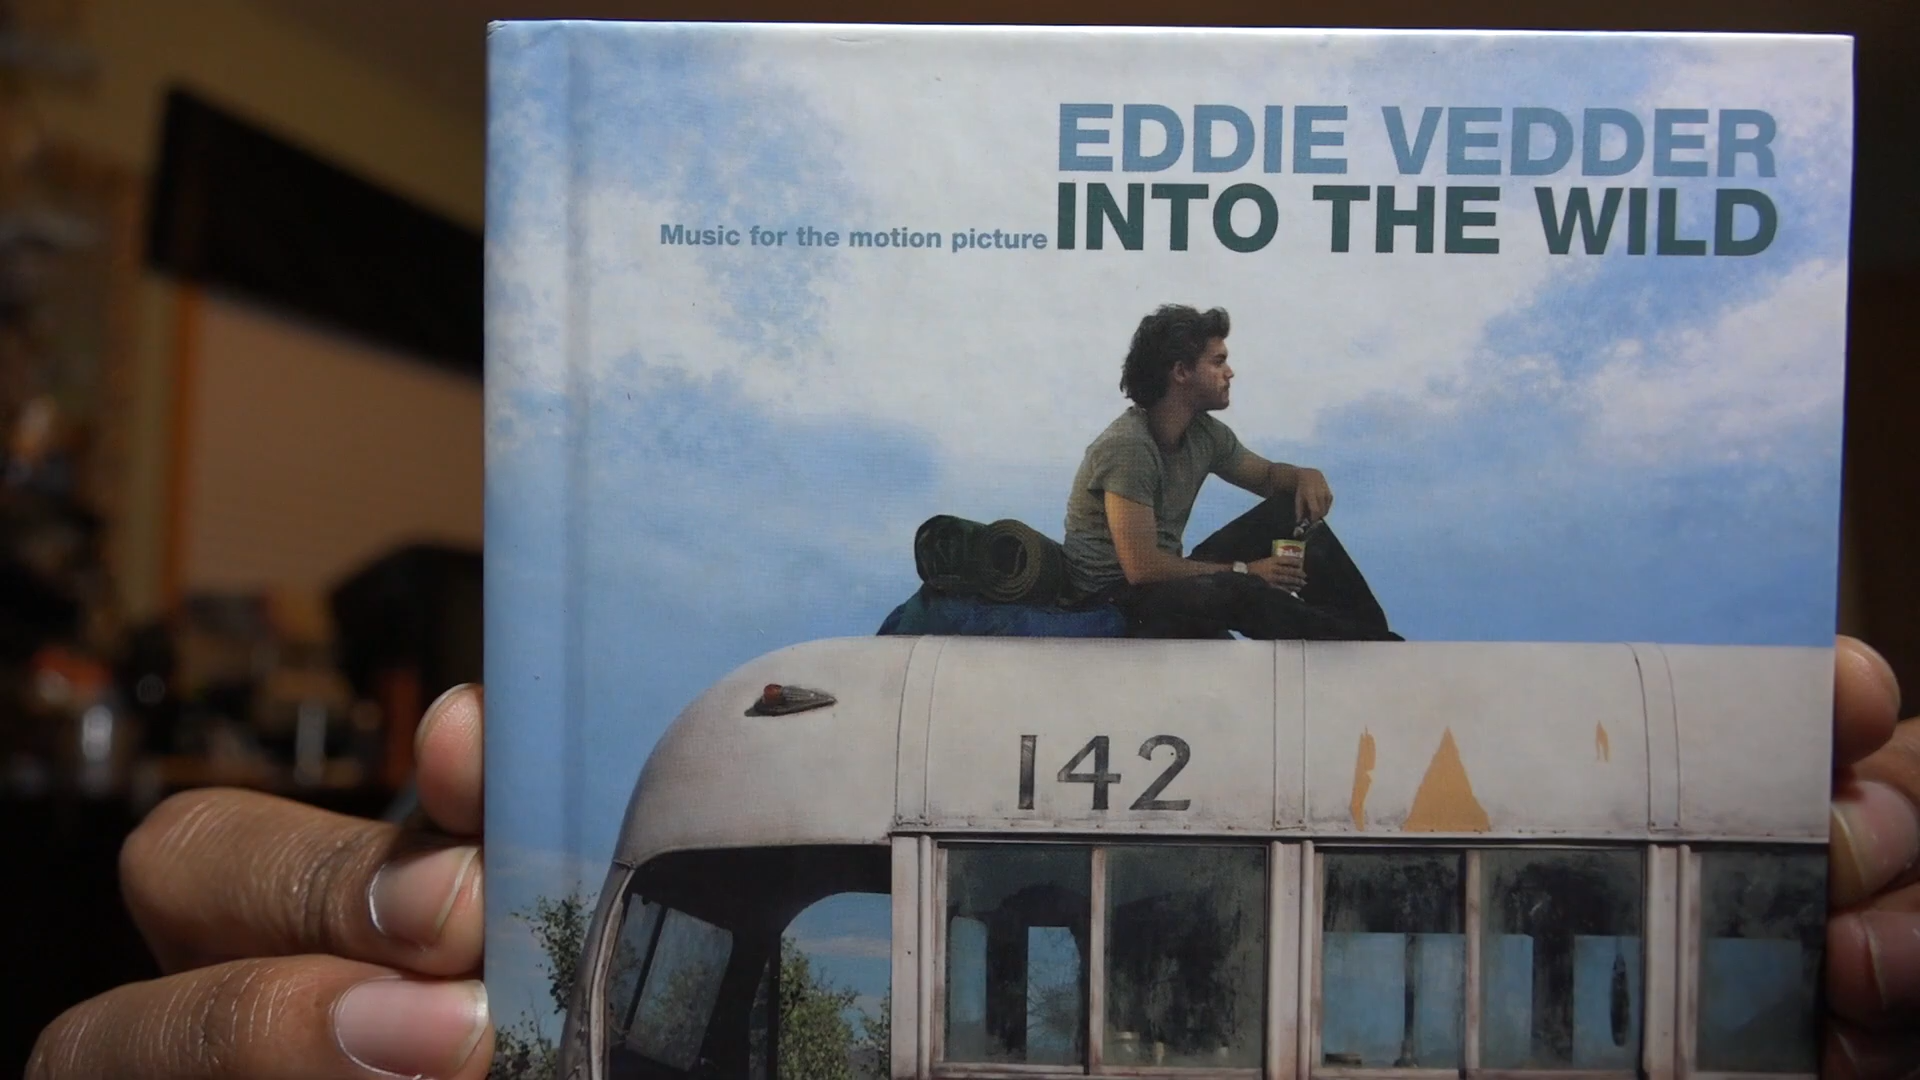 EDDIE VEDDER
Music for the motion picture INTO THE WILD
142